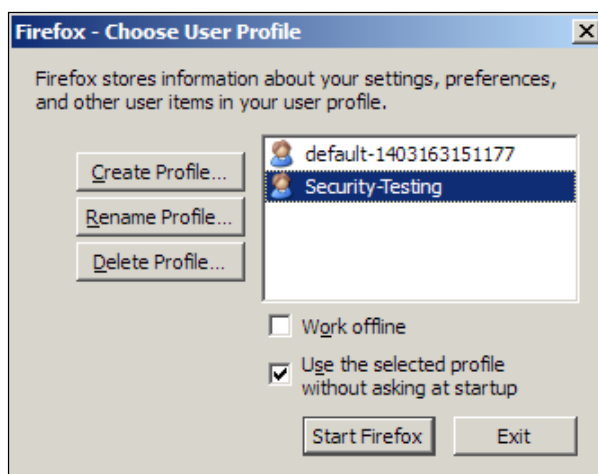 Firefox - Choose User Profile
Firefox stores information about your settings, preferences,
and other user items in your user profile.
Create Profile...
Rename Profile...
Delete Profile...
default-1403163151177
Security-Testing
Work offline
Use the selected profile
without asking at startup
Start Firefox
Exit